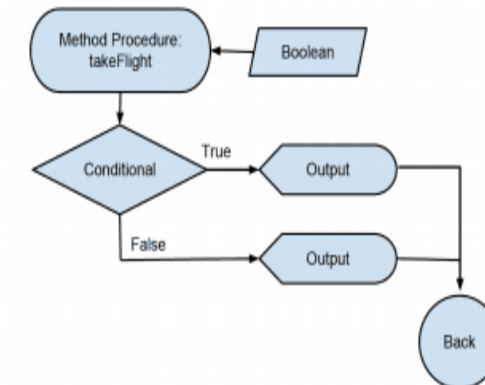 Method Procedure:
takeFlight
Boolean
Conditional
True
Output
False
Output
Back